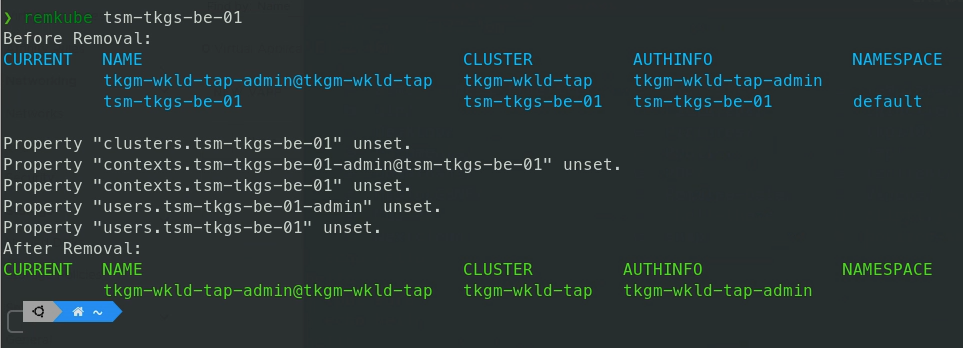 ❯ remkube tsm-tkgs-be-01
Before Removal:
CURRENT   NAME                                CLUSTER          AUTHINFO              NAMESPACE
          tkgm-wkld-tap-admin@tkgm-wkld-tap   tkgm-wkld-tap    tkgm-wkld-tap-admin
          tsm-tkgs-be-01                      tsm-tkgs-be-01   tsm-tkgs-be-01        default
Property "clusters.tsm-tkgs-be-01" unset.
Property "contexts.tsm-tkgs-be-01-admin@tsm-tkgs-be-01" unset.
Property "contexts.tsm-tkgs-be-01" unset.
Property "users.tsm-tkgs-be-01-admin" unset.
Property "users.tsm-tkgs-be-01" unset.
After Removal:
CURRENT   NAME                                CLUSTER         AUTHINFO              NAMESPACE
          tkgm-wkld-tap-admin@tkgm-wkld-tap   tkgm-wkld-tap   tkgm-wkld-tap-admin
~